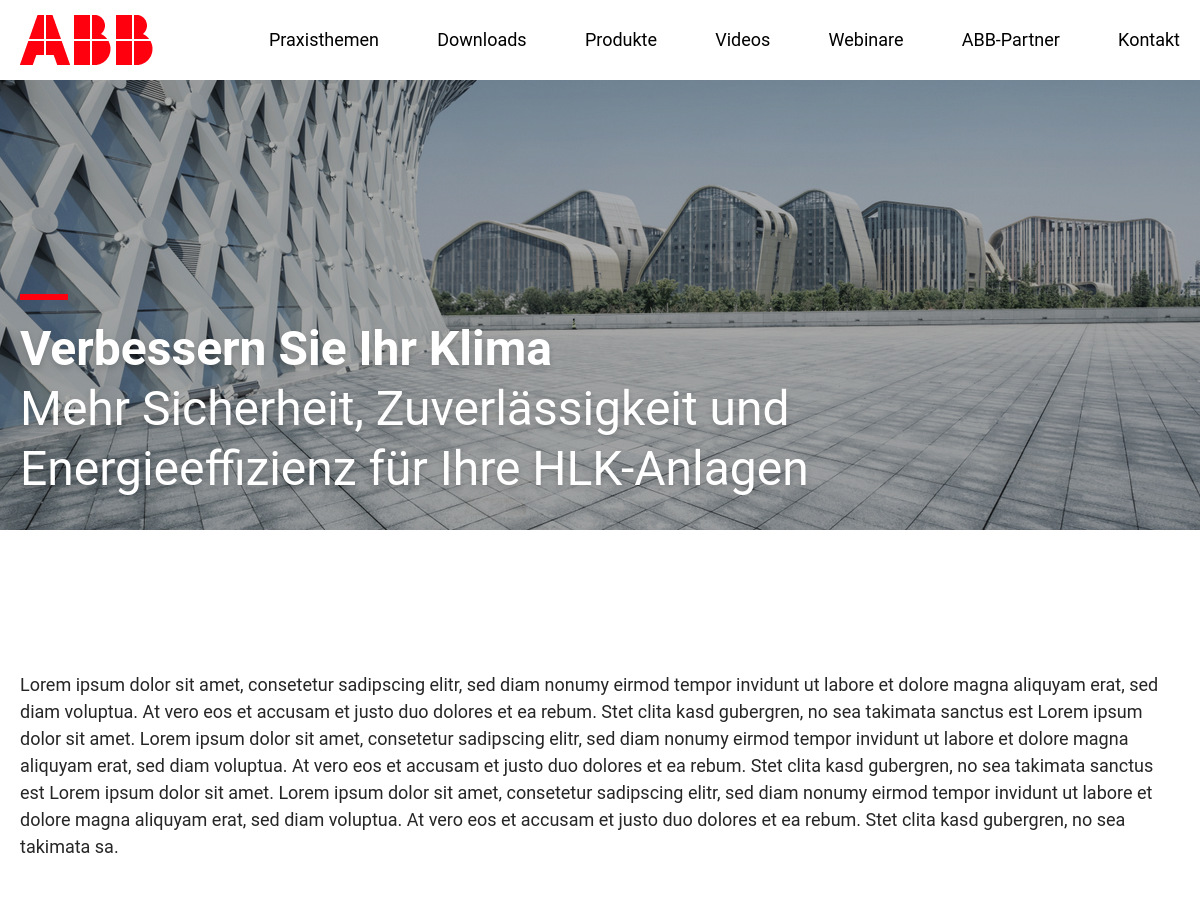 ABB
Praxisthemen Downloads Produkte Videos Webinare ABB-Partner Kontakt
Verbessern Sie Ihr Klima
Mehr Sicherheit, Zuverlässigkeit und
Energieeffizienz für Ihre HLK-Anlagen
Lorem ipsum dolor sit amet, consetetur sadipscing elitr, sed diam nonumy eirmod tempor invidunt ut labore et dolore magna aliquyam erat, sed
diam voluptua. At vero eos et accusam et justo duo dolores et ea rebum. Stet clita kasd gubergren, no sea takimata sanctus est Lorem ipsum
dolor sit amet. Lorem ipsum dolor sit amet, consetetur sadipscing elitr, sed diam nonumy eirmod tempor invidunt ut labore et dolore magna
aliquyam erat, sed diam voluptua. At vero eos et accusam et justo duo dolores et ea rebum. Stet clita kasd gubergren, no sea takimata sanctus
est Lorem ipsum dolor sit amet. Lorem ipsum dolor sit amet, consetetur sadipscing elitr, sed diam nonumy eirmod tempor invidunt ut labore et
dolore magna aliquyam erat, sed diam voluptua. At vero eos et accusam et justo duo dolores et ea rebum. Stet clita kasd gubergren, no sea
takimata sa.